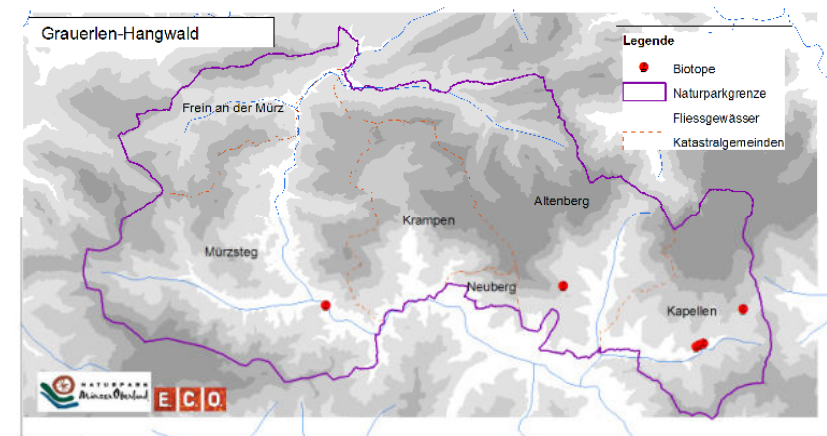 Grauerlen-Hangwald
Legende
Biotope
Naturparkgrenze
Fliessgewässer
Katastralgemeinden
Frein an der Mürz
Altenberg
Krampen
Mürzsteg
Neuberg
Kapellen
NATURPARK
Mürzer Oberland
E.C.O.